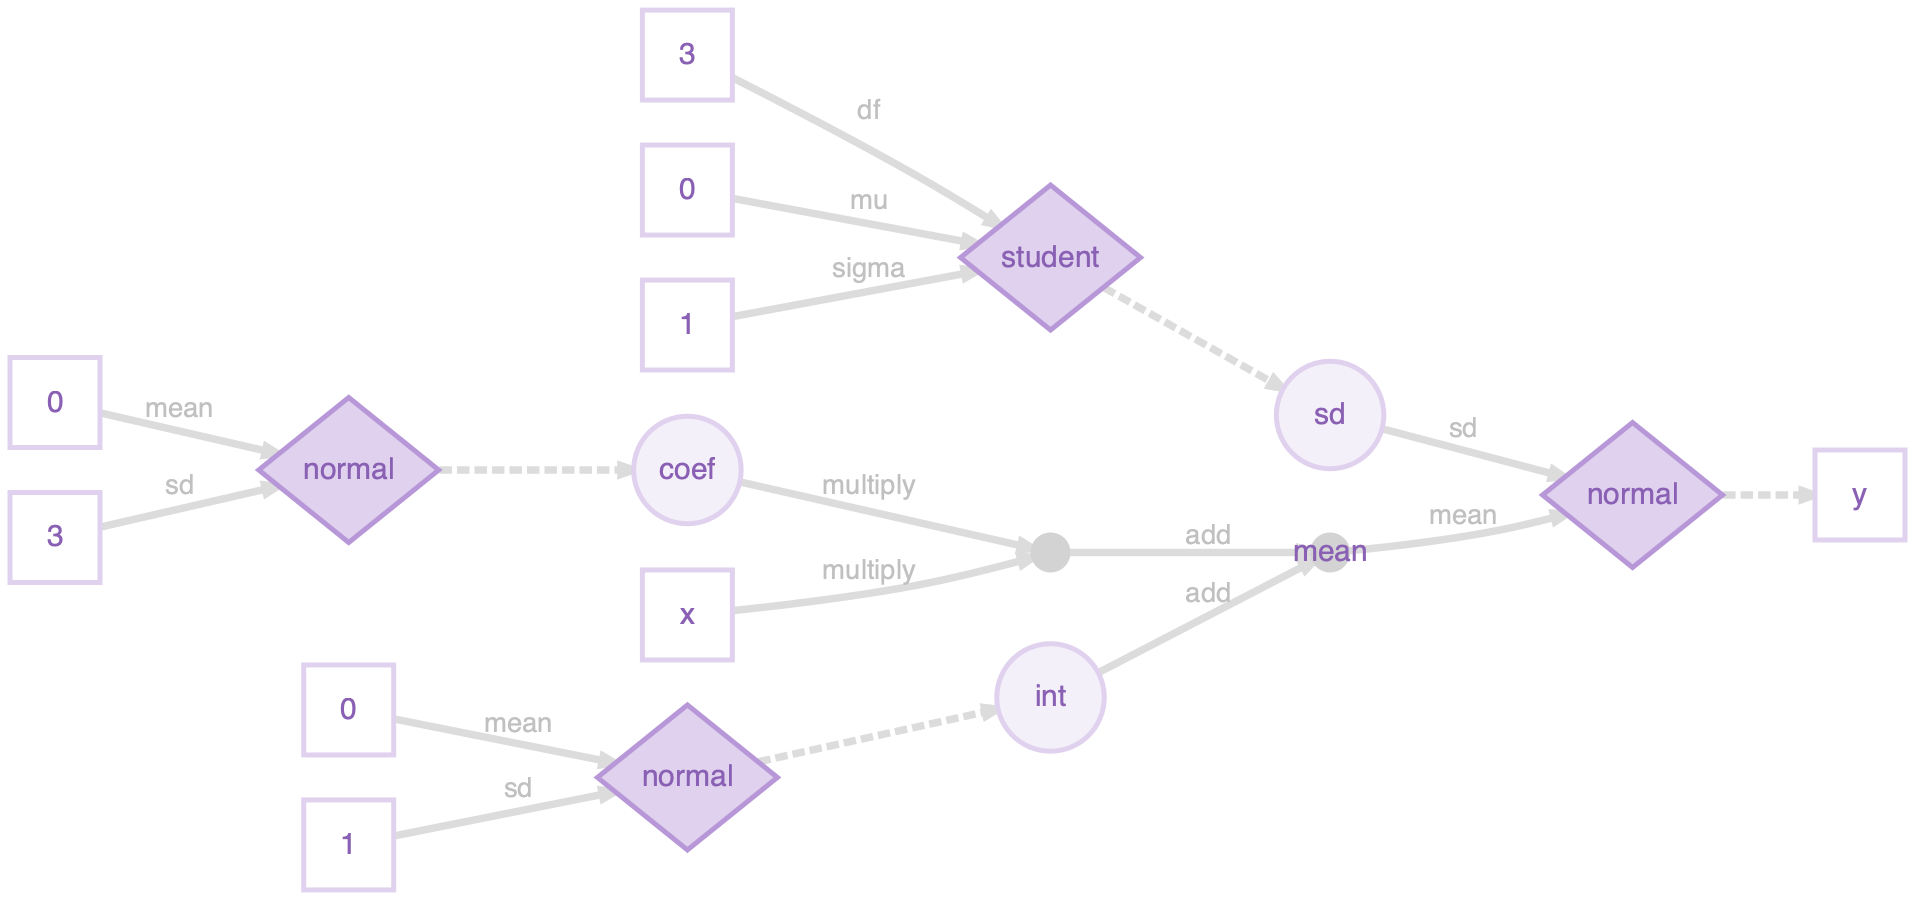 3
df
0
mu
student
sigma
1
0
mean
normal
coef
sd
sd
normal
y
sd
3
multiply
mean
add
mean
multiply
x
add
int
0
mean
normal
sd
1